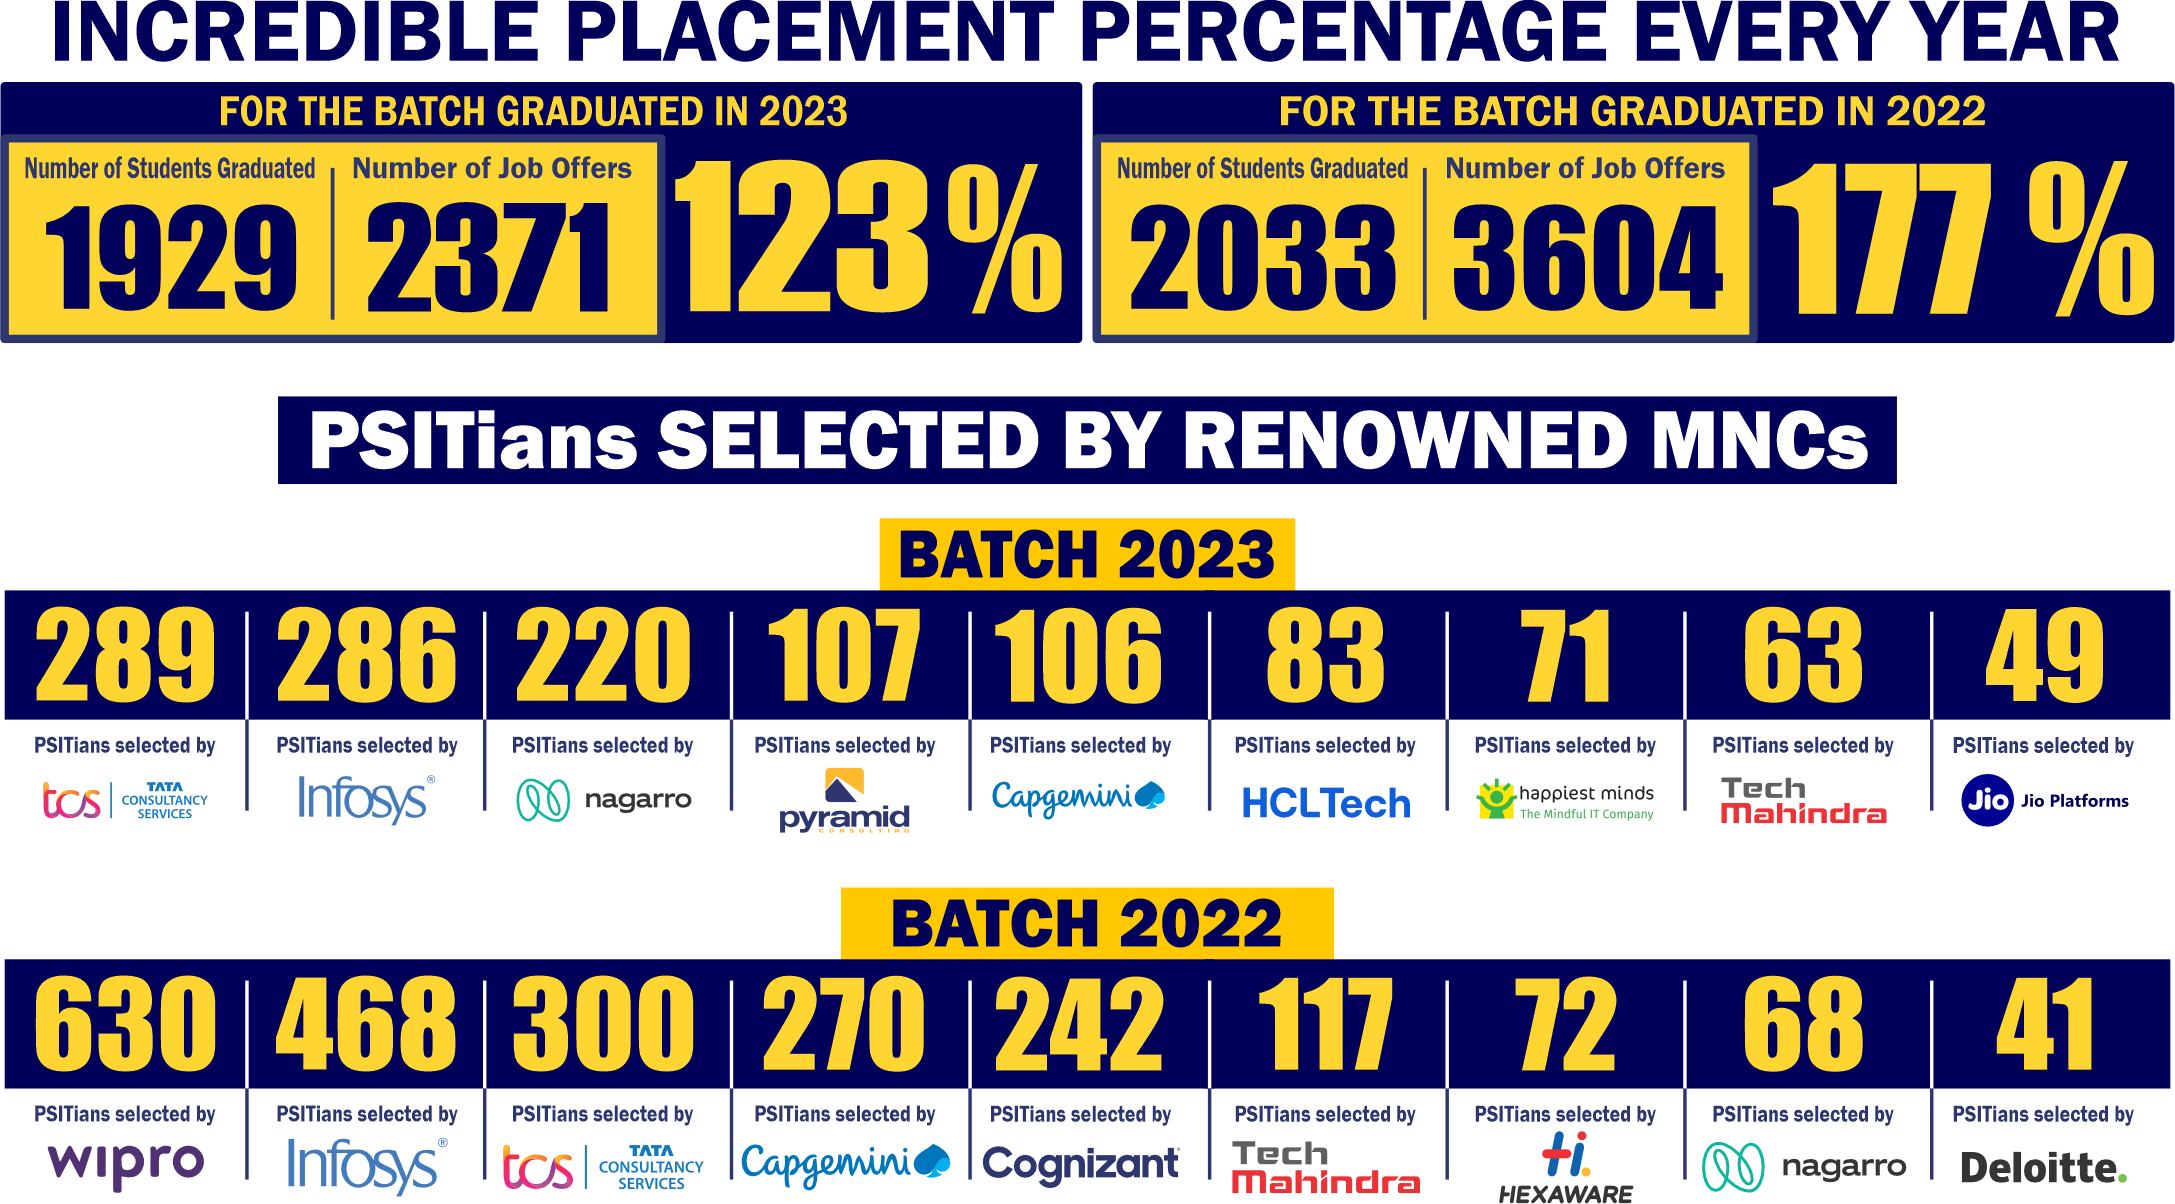 INCREDIBLE PLACEMENT PERCENTAGE EVERY YEAR
FOR THE BATCH GRADUATED IN 2023
Number of Students Graduated
1929
Number of Job Offers
2371
123%
FOR THE BATCH GRADUATED IN 2022
Number of Students Graduated
2033
Number of Job Offers
3604
177 %
PSITians SELECTED BY RENOWNED MNCs
BATCH 2023
289
PSITians selected by
tcs
TATA
CONSULTANCY
SERVICES
286
PSITians selected by
Infosys®
220
PSITians selected by
nagarro
107
PSITians selected by
pyramid
CONSULTING
106
PSITians selected by
Capgemini
83
PSITians selected by
HCLTech
71
PSITians selected by
happiest minds
The Mindful IT Company
63
PSITians selected by
Tech
Mahindra
49
PSITians selected by
Jio Jio Platforms
BATCH 2022
630
PSITians selected by
wipro
468
PSITians selected by
Infosys®
300
PSITians selected by
tcs
TATA
CONSULTANCY
SERVICES
270
PSITians selected by
Capgemini
242
PSITians selected by
Cognizant
117
PSITians selected by
Tech
Mahindra
72
PSITians selected by
Hi.
HEXAWARE
68
PSITians selected by
nagarro
41
PSITians selected by
Deloitte.